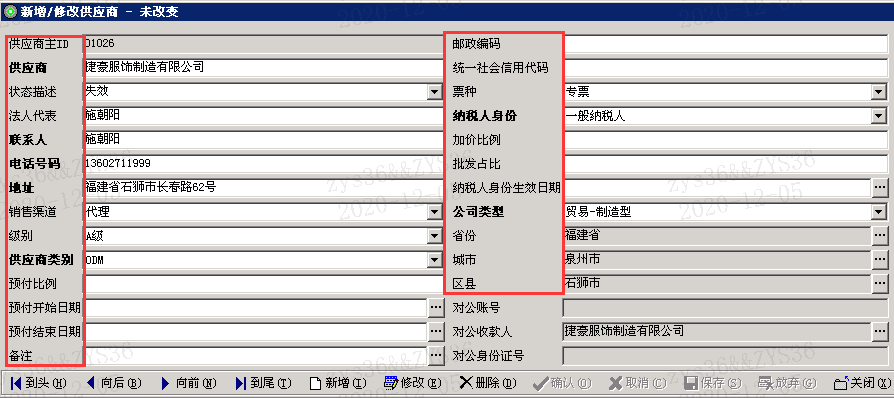 新增/修改供应商 - 未改变
供应商主ID 01026 邮政编码
供应商 捷豪服饰制造有限公司 统一社会信用代码
状态描述 失效 票种 专票
法人代表 施朝阳 纳税人身份 一般纳税人
联系人 施朝阳 加价比例
电话号码 13602711999 批发占比
地址 福建省石狮市长春路62号 纳税人身份生效日期
销售渠道 代理 公司类型 贸易-制造型
级别 A级 省份 福建省
供应商类别 ODM 城市 泉州市
预付比例 区县 石狮市
预付开始日期 对公账号
预付结束日期 对公收款人 捷豪服饰制造有限公司
备注 对公身份证号
到头(H) 向后(B) 向前(N) 到尾(T) 新增(I) 修改(E) 删除(D) 确认(O) 取消(C) 保存(S) 放弃(G) 关闭(X)
zys36&&ZYS36
2020-12-05